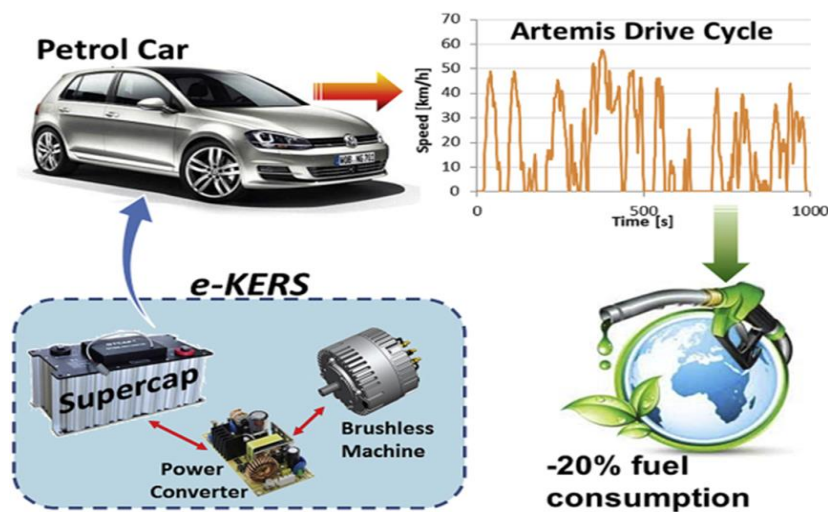 Petrol Car
Artemis Drive Cycle
Speed [km/h]
70
60
50
40
30
20
10
0
0
500
1000
Time [s]
e-KERS
Supercap
Power
Converter
Brushless
Machine
-20% fuel
consumption